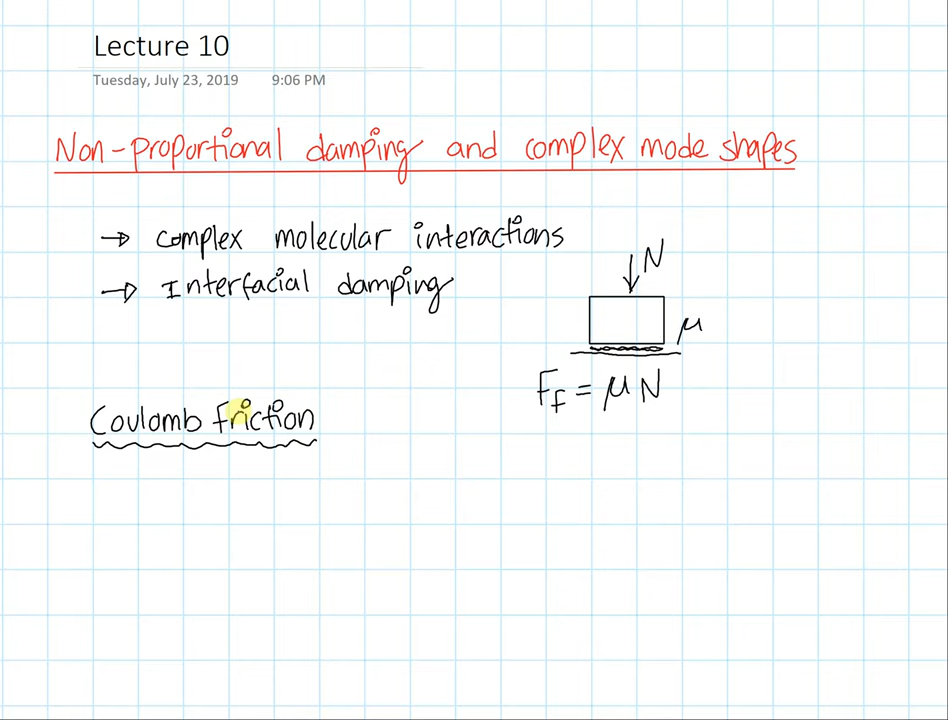 Lecture 10
Tuesday, July 23, 2019 9:06 PM
Non-proportional damping and complex mode shapes
→ complex molecular interactions
→ Interfacial damping
N
μ
F_F = μ N
Coulomb Friction